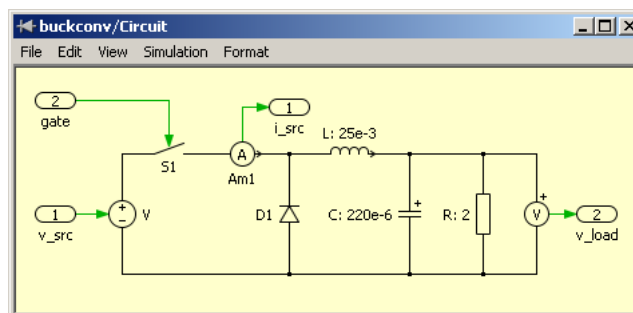 buckconv/Circuit
File Edit View Simulation Format
2
gate
1
i_src
L: 25e-3
S1
A
Am1
1
v_src
V
D1
C: 220e-6
R: 2
V
2
v_load